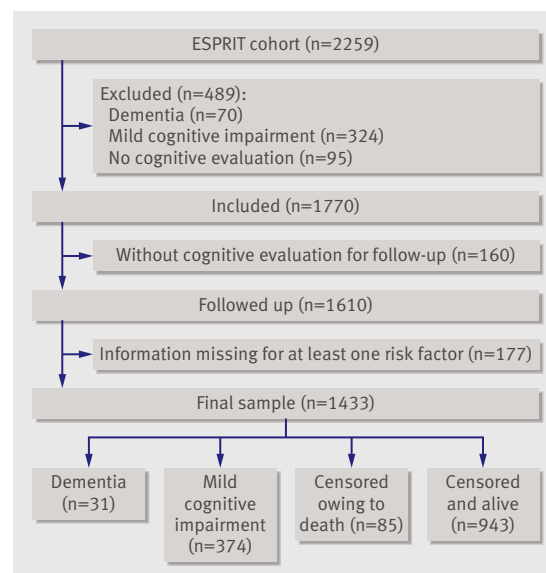 ESPRIT cohort (n=2259)
Excluded (n=489):
Dementia (n=70)
Mild cognitive impairment (n=324)
No cognitive evaluation (n=95)
Included (n=1770)
Without cognitive evaluation for follow-up (n=160)
Followed up (n=1610)
Information missing for at least one risk factor (n=177)
Final sample (n=1433)
Dementia
(n=31)
Mild
cognitive
impairment
(n=374)
Censored
owing to
death (n=85)
Censored
and alive
(n=943)